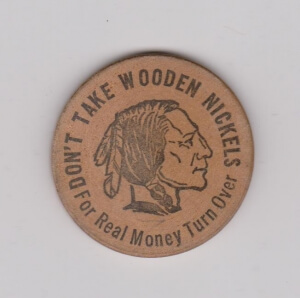 DON'T TAKE WOODEN NICKELS
For Real Money Turn Over